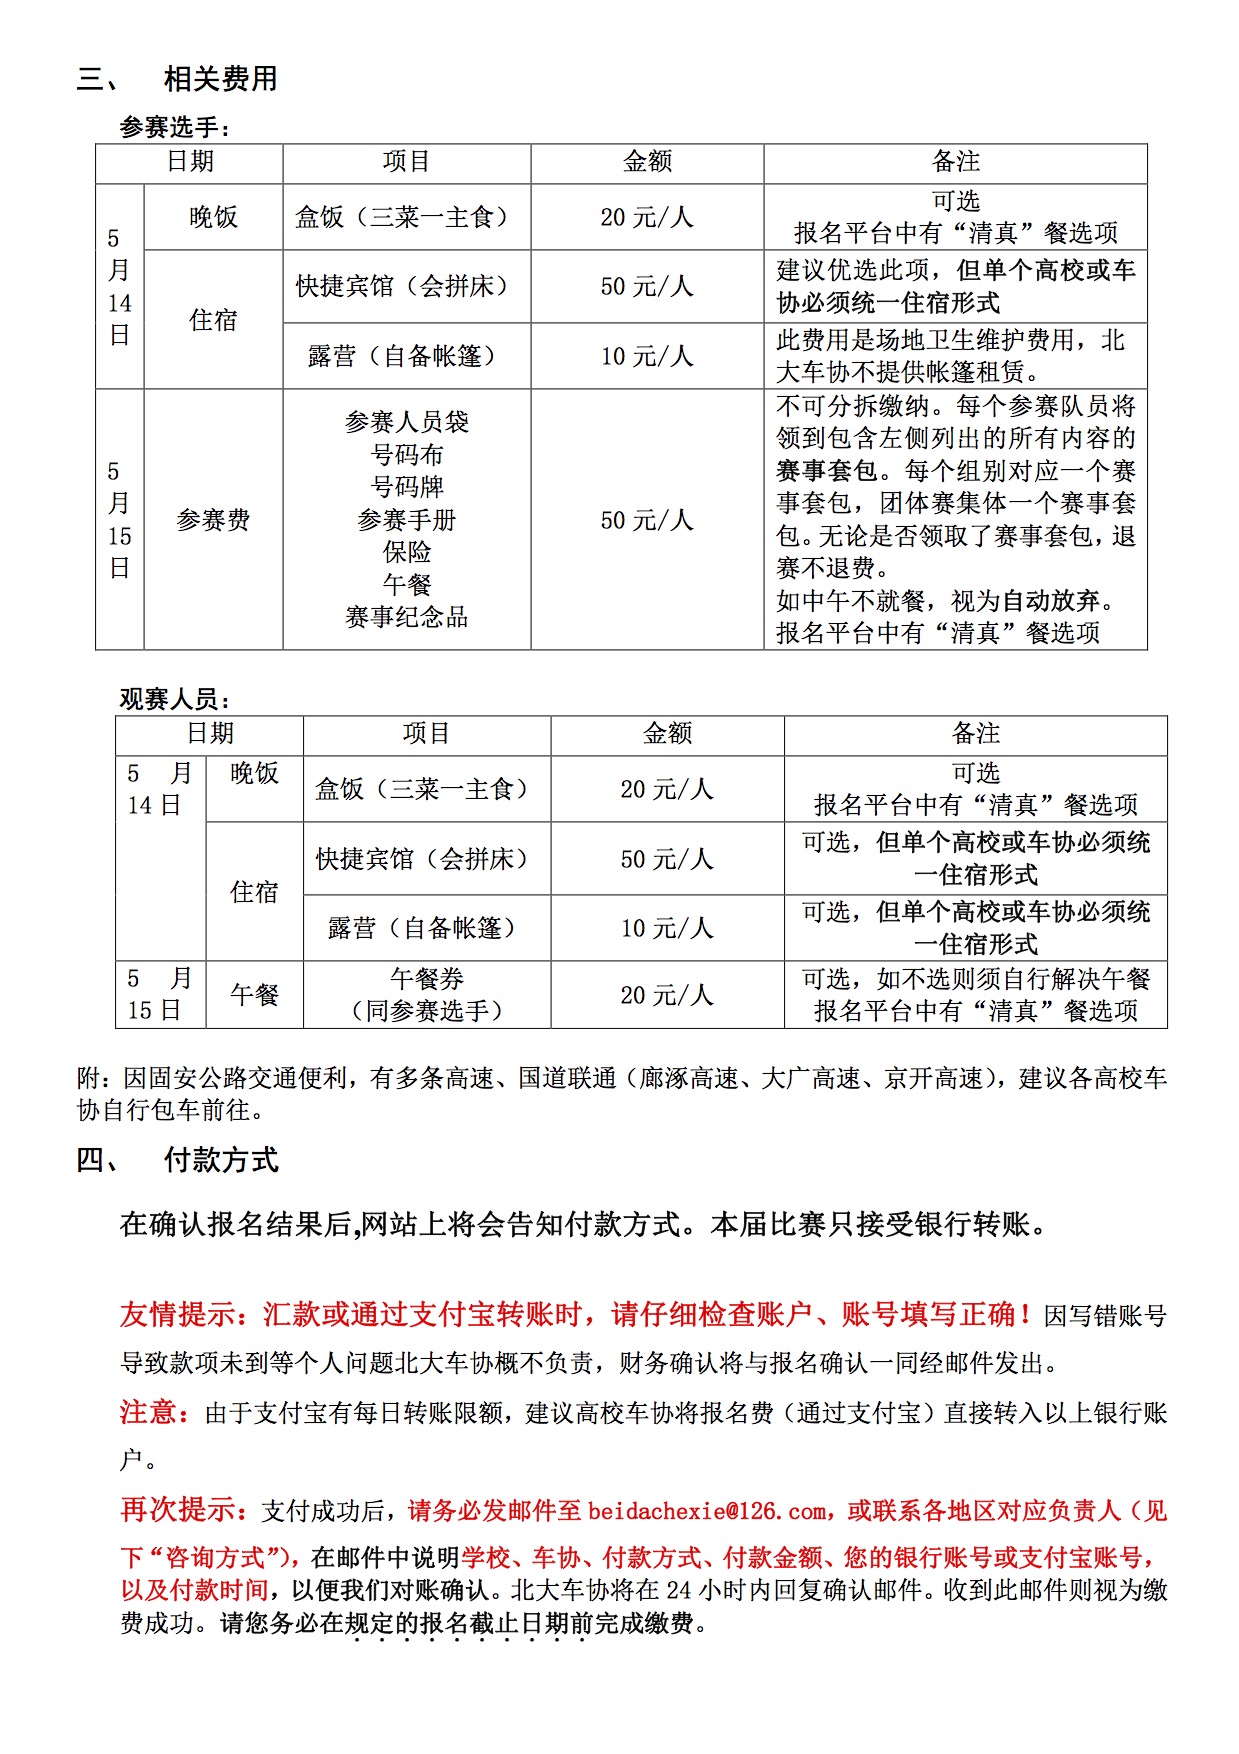 三、 相关费用
参赛选手：
日期 项目 金额 备注
5
月
14
日
晚饭 盒饭（三菜一主食） 20 元/人 可选
报名平台中有“清真”餐选项
住宿 快捷宾馆（会拼床） 50 元/人 建议优选此项，但单个高校或车
协必须统一住宿形式
露营（自备帐篷） 10 元/人 此费用是场地卫生维护费用，北
大车协不提供帐篷租赁。
5
月
15
日
参赛费
参赛人员袋
号码布
号码牌
参赛手册
保险
午餐
赛事纪念品
50 元/人
不可分拆缴纳。每个参赛队员将
领到包含左侧列出的所有内容的
赛事套包。每个组别对应一个赛
事套包，团体赛集体一个赛事套
包。无论是否领取了赛事套包，退
赛不退费。
如中午不就餐，视为自动放弃。
报名平台中有“清真”餐选项
观赛人员：
日期 项目 金额 备注
5 月
14 日
晚饭 盒饭（三菜一主食） 20 元/人 可选
报名平台中有“清真”餐选项
住宿 快捷宾馆（会拼床） 50 元/人 可选，但单个高校或车协必须统
一住宿形式
露营（自备帐篷） 10 元/人 可选，但单个高校或车协必须统
一住宿形式
5 月
15 日
午餐 午餐券
（同参赛选手）
20 元/人 可选，如不选则须自行解决午餐
报名平台中有“清真”餐选项
附：因固安公路交通便利，有多条高速、国道联通（廊涿高速、大广高速、京开高速），建议各高校车
协自行包车前往。
四、 付款方式
在确认报名结果后,网站上将会告知付款方式。本届比赛只接受银行转账。
友情提示：汇款或通过支付宝转账时，请仔细检查账户、账号填写正确！因写错账号
导致款项未到等个人问题北大车协概不负责，财务确认将与报名确认一同经邮件发出。
注意：由于支付宝有每日转账限额，建议高校车协将报名费（通过支付宝）直接转入以上银行账
户。
再次提示：支付成功后，请务必发邮件至 beidachexie@126.com，或联系各地区对应负责人（见
下“咨询方式”），在邮件中说明学校、车协、付款方式、付款金额、您的银行账号或支付宝账号，
以及付款时间，以便我们对账确认。北大车协将在 24 小时内回复确认邮件。收到此邮件则视为缴
费成功。请您务必在规定的报名截止日期前完成缴费。